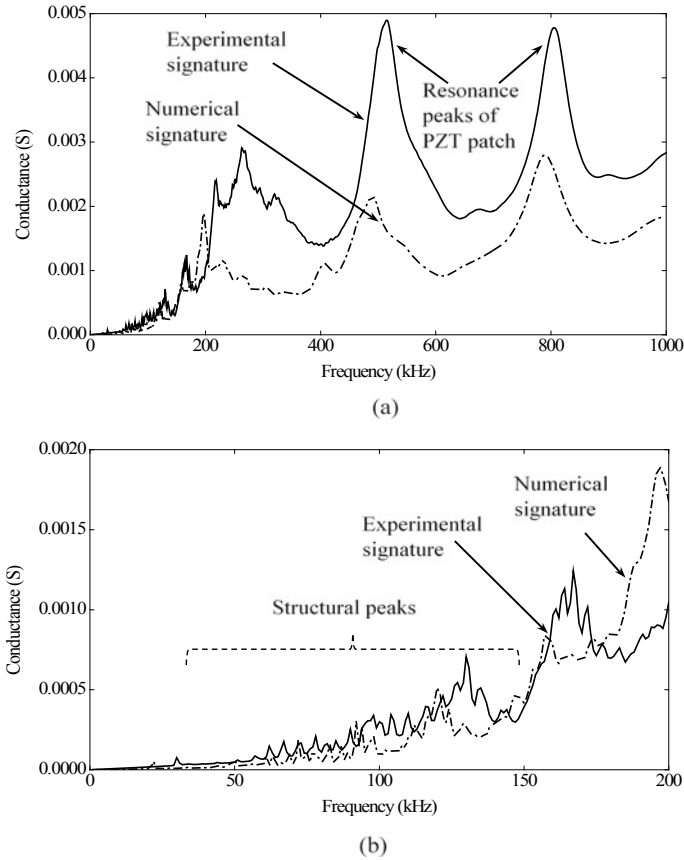 0.005
0.004
0.003
0.002
0.001
0.000
Conductance (S)
Experimental
signature
Numerical
signature
Resonance
peaks of
PZT patch
0 200 400 600 800 1000
Frequency (kHz)
(a)
0.0020
0.0015
0.0010
0.0005
0.0000
Conductance (S)
Numerical
signature
Experimental
signature
Structural peaks
0 50 100 150 200
Frequency (kHz)
(b)